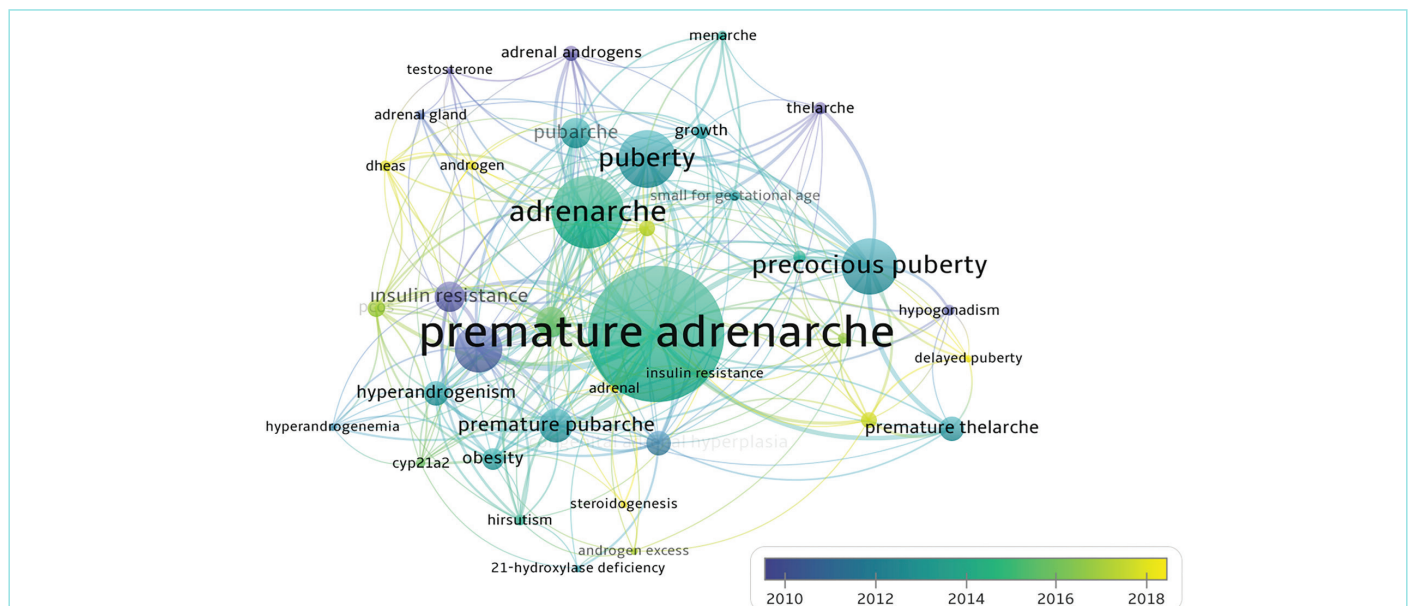 menarche
adrenal androgens
testosterone
thelarche
adrenal gland
pubarche
growth
puberty
dheas
androgen
small for gestational age
adrenarche
precocious puberty
insulin resistance
pcos
hypogonadism
premature adrenarche
delayed puberty
insulin resistance
adrenal
hyperandrogenism
premature pubarche
hyperandrogenemia
premature thelarche
hyperplasia
obesity
cyp21a2
steroidogenesis
hirsutism
androgen excess
21-hydroxylase deficiency
2010 2012 2014 2016 2018